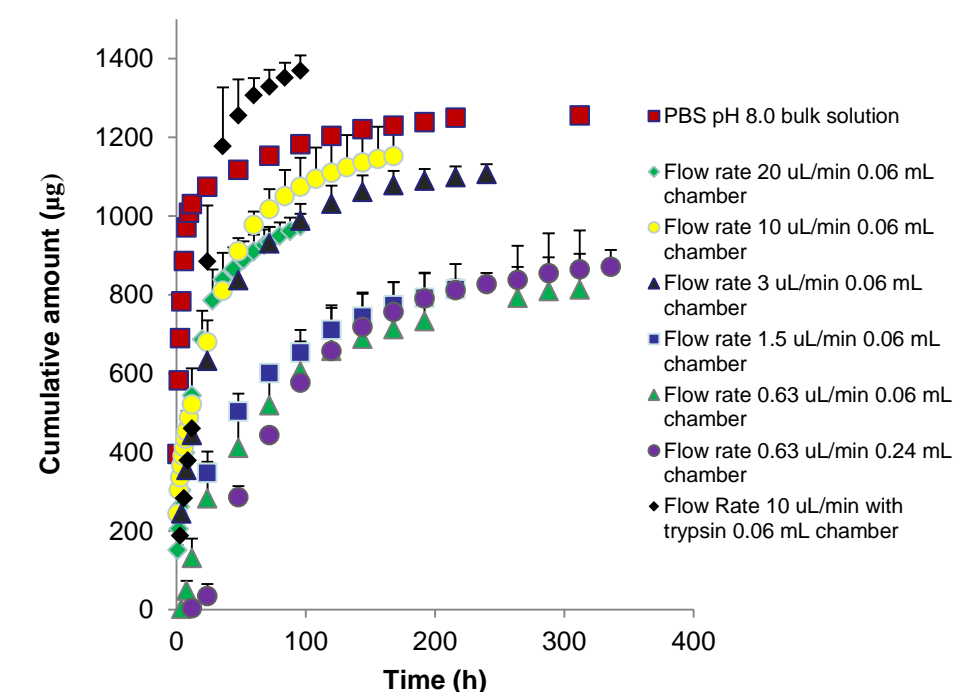 1400
1200
1000
800
600
400
200
0
Cumulative amount (µg)
0
100
200
300
400
Time (h)
PBS pH 8.0 bulk solution
Flow rate 20 uL/min 0.06 mL
chamber
Flow rate 10 uL/min 0.06 mL
chamber
Flow rate 3 uL/min 0.06 mL
chamber
Flow rate 1.5 uL/min 0.06 mL
chamber
Flow rate 0.63 uL/min 0.06 mL
chamber
Flow rate 0.63 uL/min 0.24 mL
chamber
Flow Rate 10 uL/min with
trypsin 0.06 mL chamber